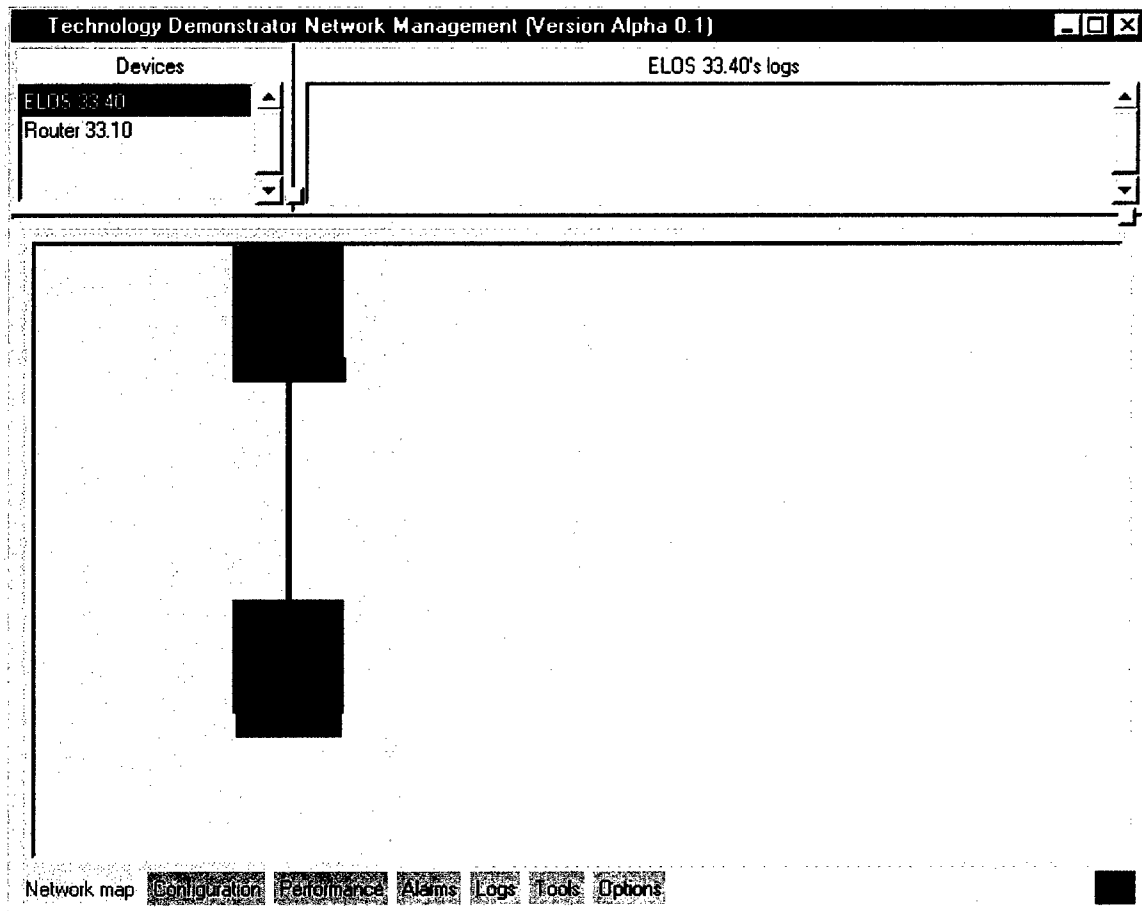 Technology Demonstrator Network Management (Version Alpha 0.1)
Devices
ELOS 33.40's logs
ELOS 33.40
Router 33.10
Network map Configuration Performance Alarms Logs Tools Options